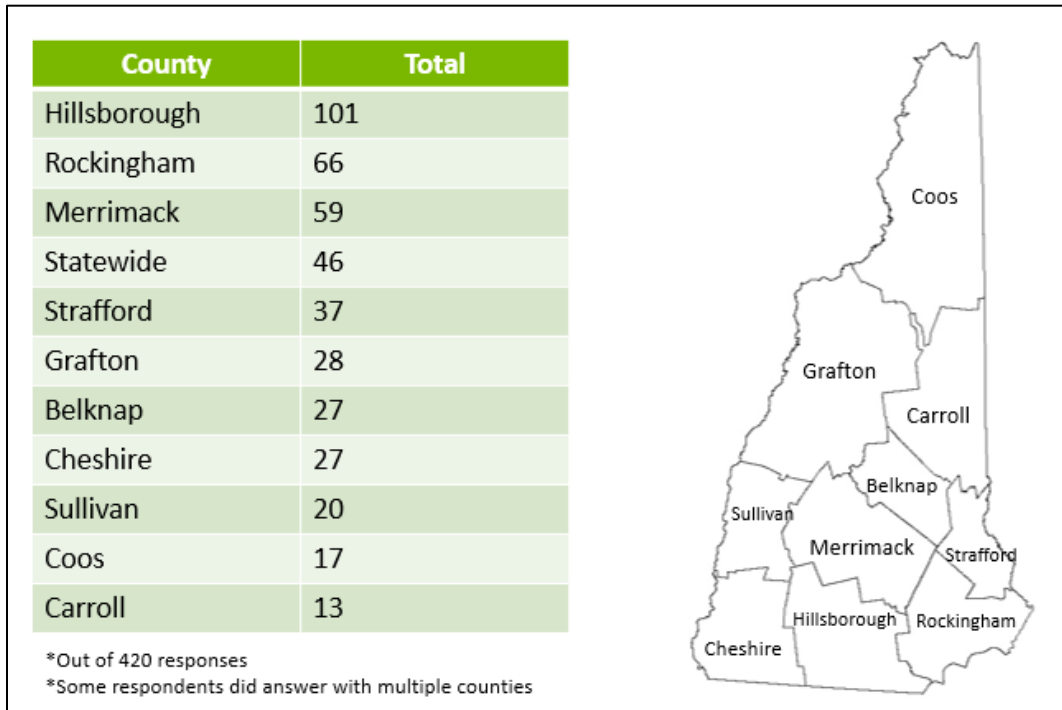 County Total
Hillsborough 101
Rockingham 66
Merrimack 59
Statewide 46
Strafford 37
Grafton 28
Belknap 27
Cheshire 27
Sullivan 20
Coos 17
Carroll 13
*Out of 420 responses
*Some respondents did answer with multiple counties
Coos
Grafton
Carroll
Belknap
Sullivan
Merrimack
Strafford
Hillsborough
Rockingham
Cheshire